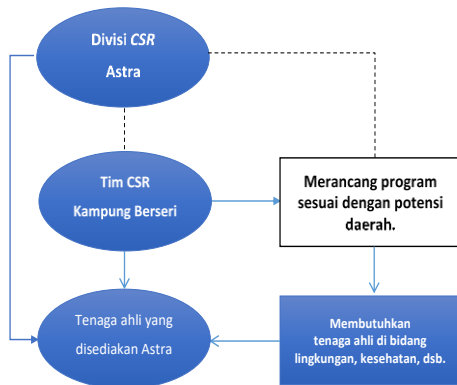 Divisi CSR
Astra
Tim CSR
Kampung Berseri
Merancang program
sesuai dengan potensi
daerah.
Tenaga ahli yang
disediakan Astra
Membutuhkan
tenaga ahli di bidang
lingkungan, kesehatan, dsb.